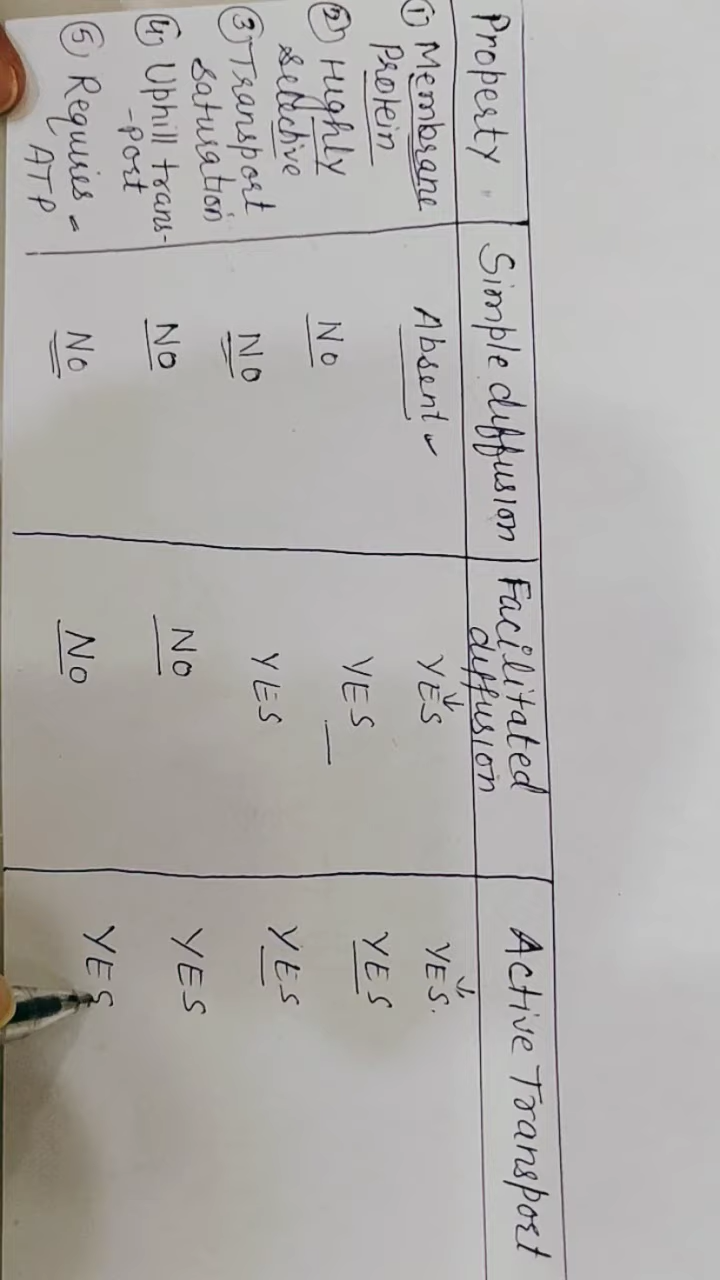 Property Simple diffusion Facilitated diffusion Active Transport
① Membrane Protein Absent YES YES.
② Highly selective No YES YES
③ Transport saturation No YES YES
④ Uphill trans-
-port No No YES
⑤ Requires ATP No No YES